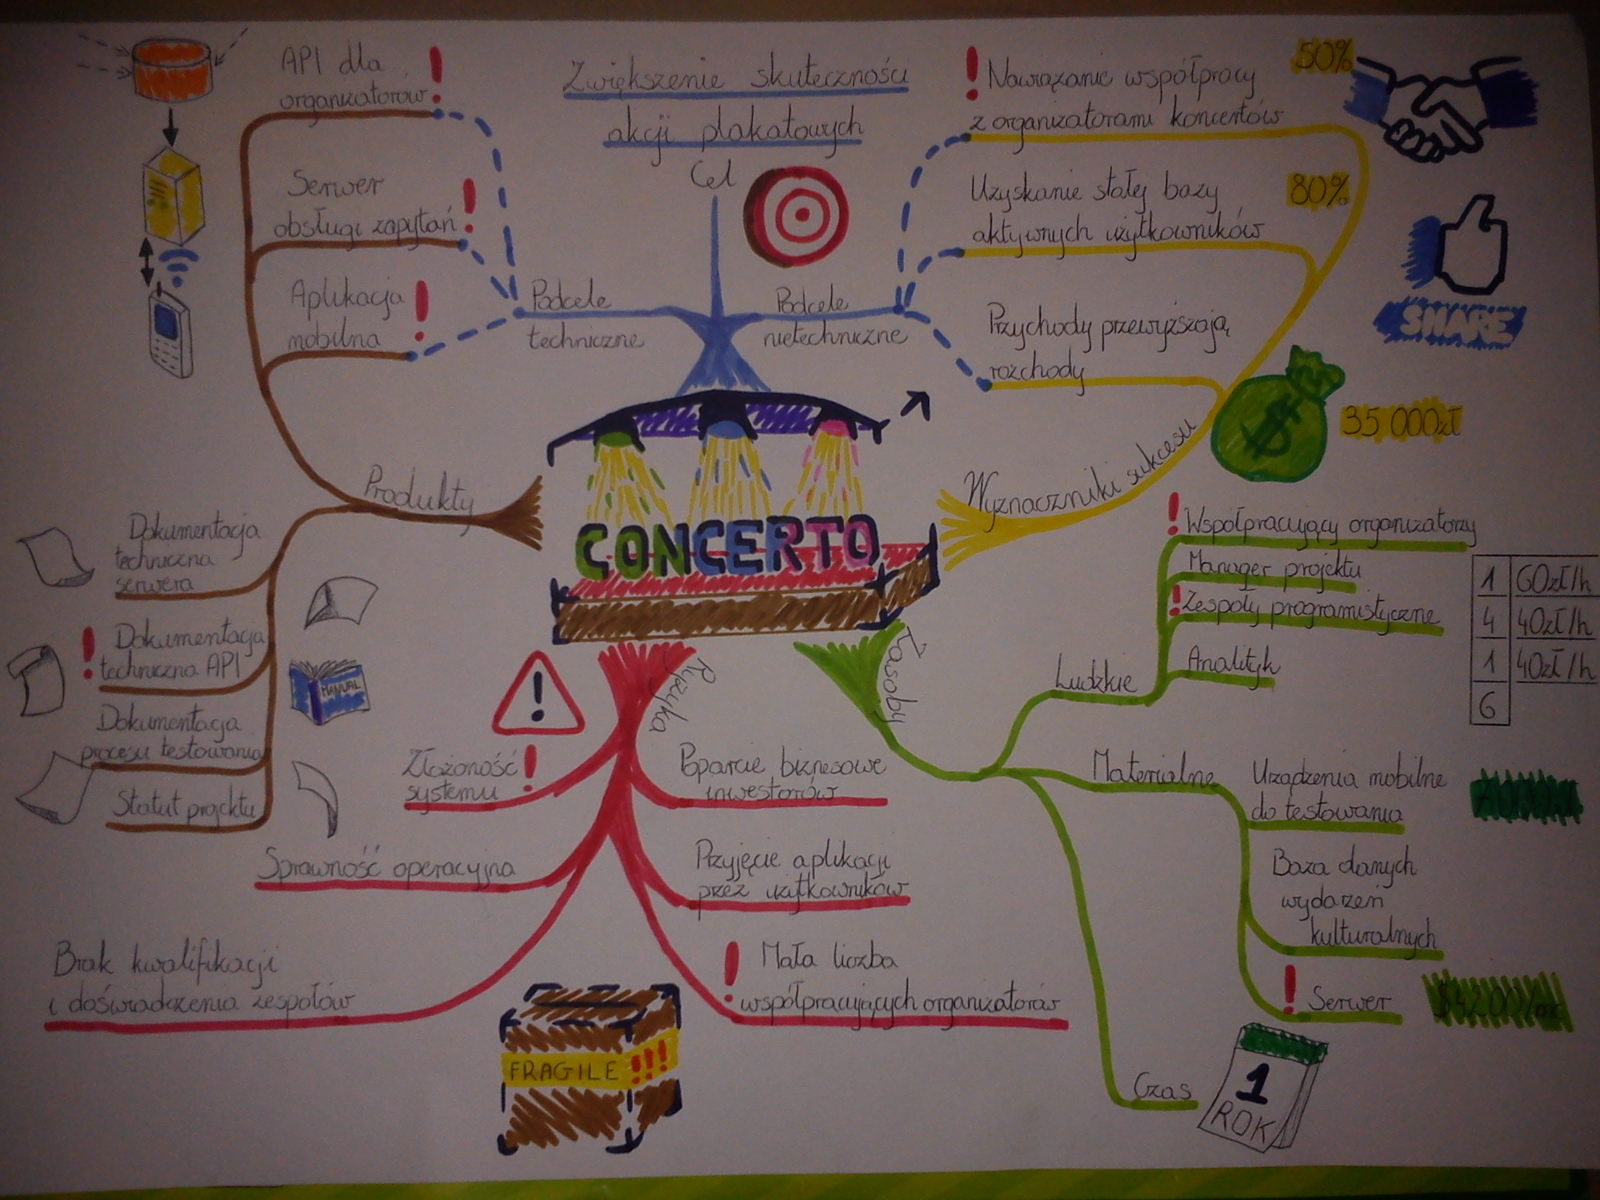 API dla
organizatorów
!
Serwer
obsługi zapytań
!
Aplikacja
mobilna
!
Zwiększenie skuteczności
akcji plakatowych
Cel
Podcele
techniczne
Podcele
nietechniczne
! Nawiązanie współpracy
z organizatorami koncertów
50%
Uzyskanie stałej bazy
aktywnych użytkowników
80%
SHARE
Przychody przewyższają
rozchody
$
35 000zł
Produkty
CONCERTO
Wyznaczniki sukcesu
Dokumentacja
techniczna
serwera
! Dokumentacja
techniczna API
Dokumentacja
procesu testowania
Statut projektu
MANUAL
Ryzyka
!
Złożoność !
systemu
Sprawność operacyjna
Brak kwalifikacji
i doświadczenia zespołów
Poparcie biznesowe
inwestorów
Przyjęcie aplikacji
przez użytkowników
! Mała liczba
współpracujących organizatorów
FRAGILE !!!
Zasoby
Ludzkie
! Współpracujący organizatorzy
Manager projektu
! Zespoły programistyczne
Analityk
1 60zł/h
4 40zł/h
1 40zł/h
6
Materialne
Urządzenia mobilne
do testowania
Baza danych
wydarzeń
kulturalnych
! Serwer
Czas
1
ROK